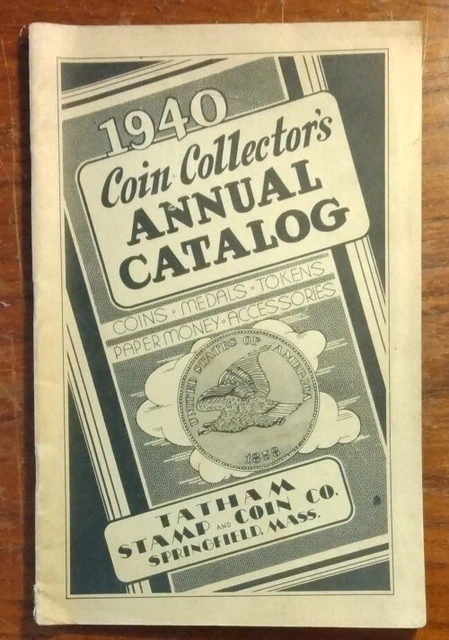 1940
Coin Collector's
ANNUAL
CATALOG
COINS • MEDALS • TOKENS
PAPER MONEY • ACCESSORIES
UNITED STATES OF AMERICA
TATHAM
STAMP AND COIN CO.
SPRINGFIELD, MASS.